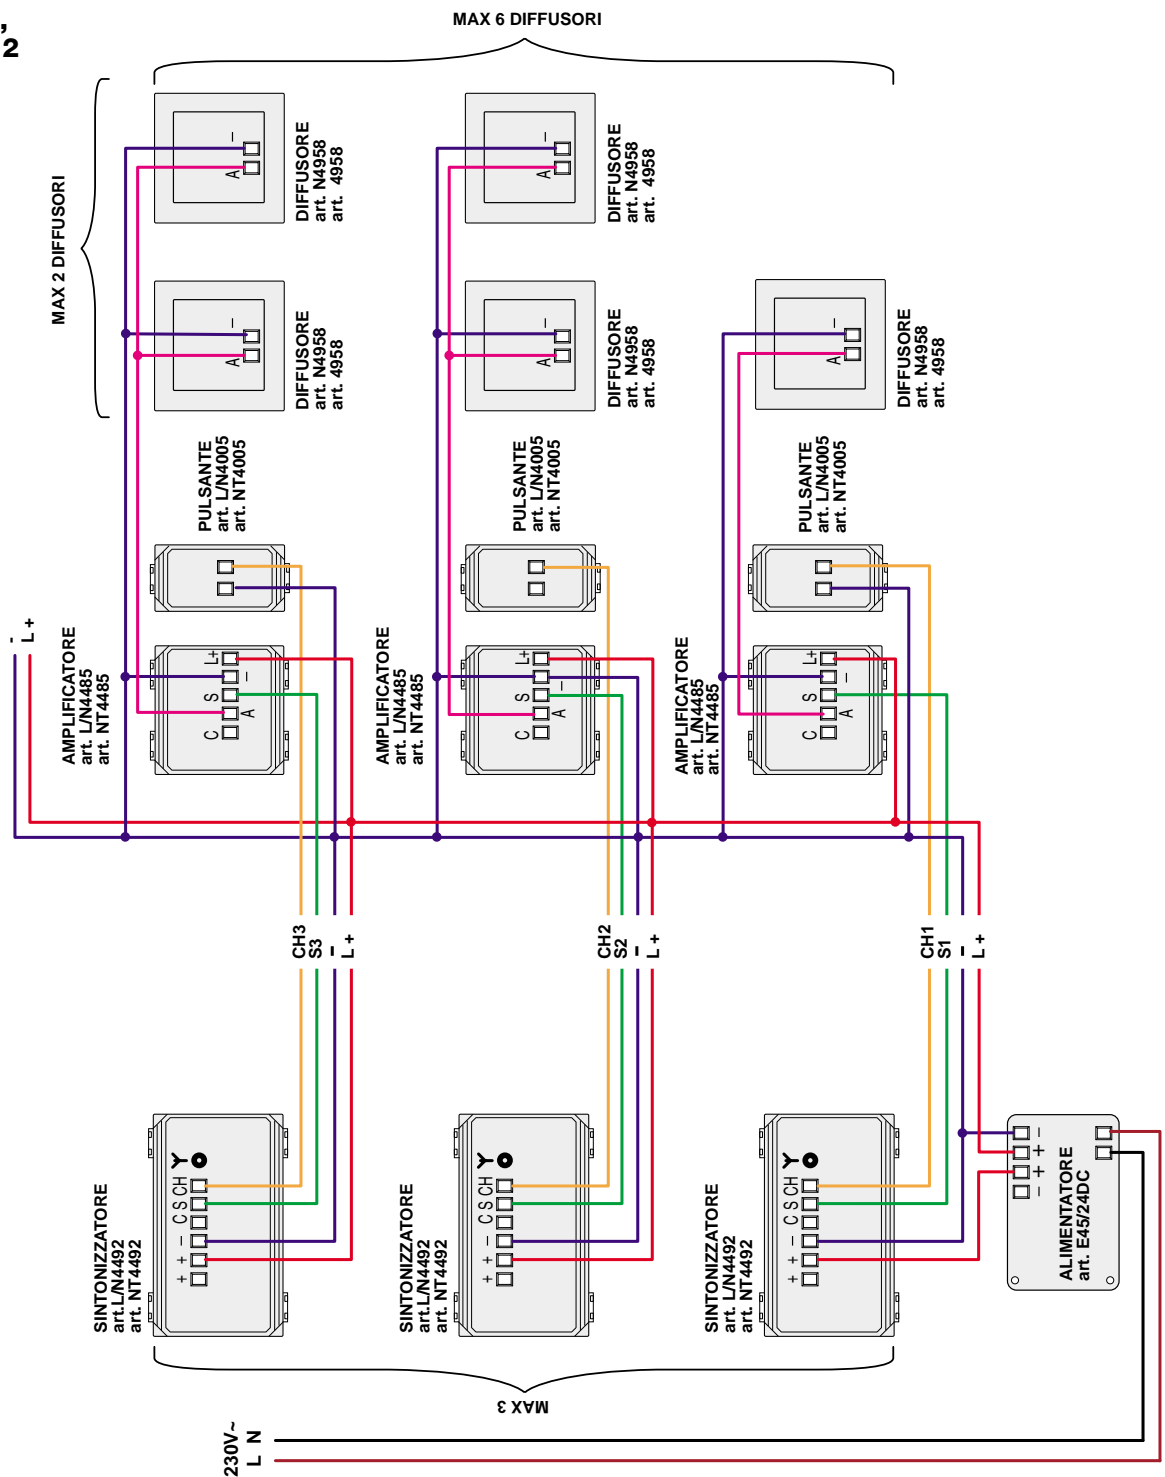 ,
2
MAX 6 DIFFUSORI
MAX 2 DIFFUSORI
A –
DIFFUSORE
art. N4958
art. 4958
A –
DIFFUSORE
art. N4958
art. 4958
A –
DIFFUSORE
art. N4958
art. 4958
A –
DIFFUSORE
art. N4958
art. 4958
A –
DIFFUSORE
art. N4958
art. 4958
PULSANTE
art. L/N4005
art. NT4005
PULSANTE
art. L/N4005
art. NT4005
PULSANTE
art. L/N4005
art. NT4005
-
L +
AMPLIFICATORE
art. L/N4485
art. NT4485
C A S – L+
AMPLIFICATORE
art. L/N4485
art. NT4485
C A S – L+
AMPLIFICATORE
art. L/N4485
art. NT4485
C A S – L+
CH3
S3
–
L +
CH2
S2
–
L +
CH1
S1
–
L +
SINTONIZZATORE
art.L/N4492
art. NT4492
+ + – C S CH
SINTONIZZATORE
art.L/N4492
art. NT4492
+ + – C S CH
SINTONIZZATORE
art. L/N4492
art. NT4492
+ + – C S CH
– + + –
ALIMENTATORE
art. E45/24DC
MAX 3
230V~
L N